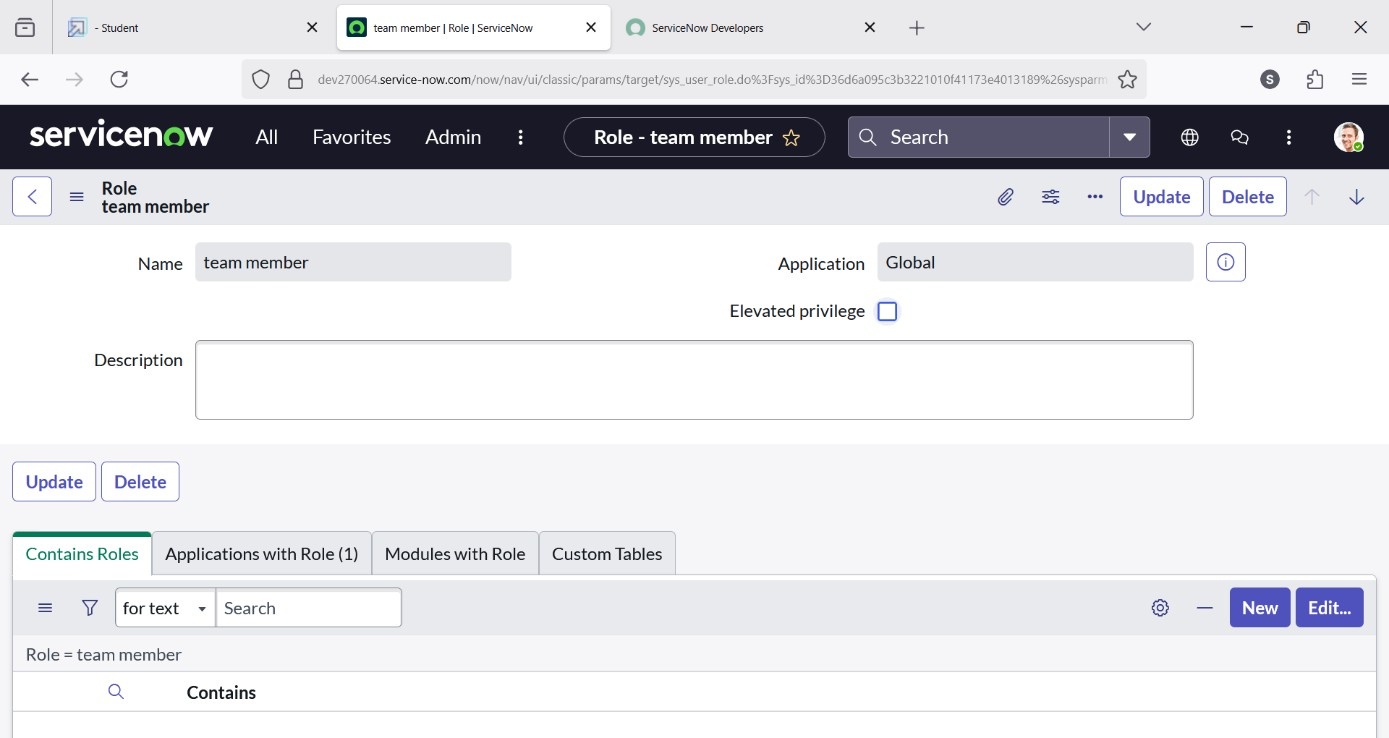 - Student
team member | Role | ServiceNow
ServiceNow Developers
dev270064.service-now.com/now/nav/ui/classic/params/target/sys_user_role.do%3Fsys_id%3D36d6a095c3b3221010f41173e4013189%26sysparm
S
servicenow
All
Favorites
Admin
Role - team member
Search
Role
team member
Update
Delete
Name
team member
Application
Global
Elevated privilege
Description
Update
Delete
Contains Roles
Applications with Role (1)
Modules with Role
Custom Tables
for text
Search
New
Edit...
Role = team member
Contains